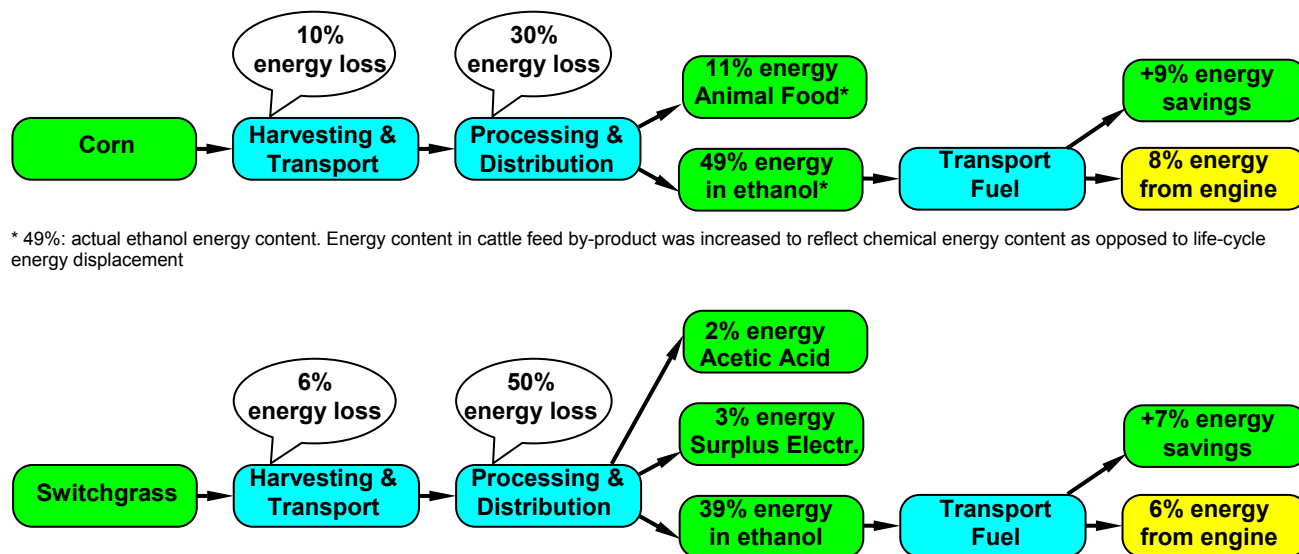 10%
energy loss
30%
energy loss
11% energy
Animal Food*
+9% energy
savings
Corn
Harvesting &
Transport
Processing &
Distribution
49% energy
in ethanol*
Transport
Fuel
8% energy
from engine
* 49%: actual ethanol energy content. Energy content in cattle feed by-product was increased to reflect chemical energy content as opposed to life-cycle
energy displacement
2% energy
Acetic Acid
6%
energy loss
50%
energy loss
3% energy
Surplus Electr.
+7% energy
savings
Switchgrass
Harvesting &
Transport
Processing &
Distribution
39% energy
in ethanol
Transport
Fuel
6% energy
from engine